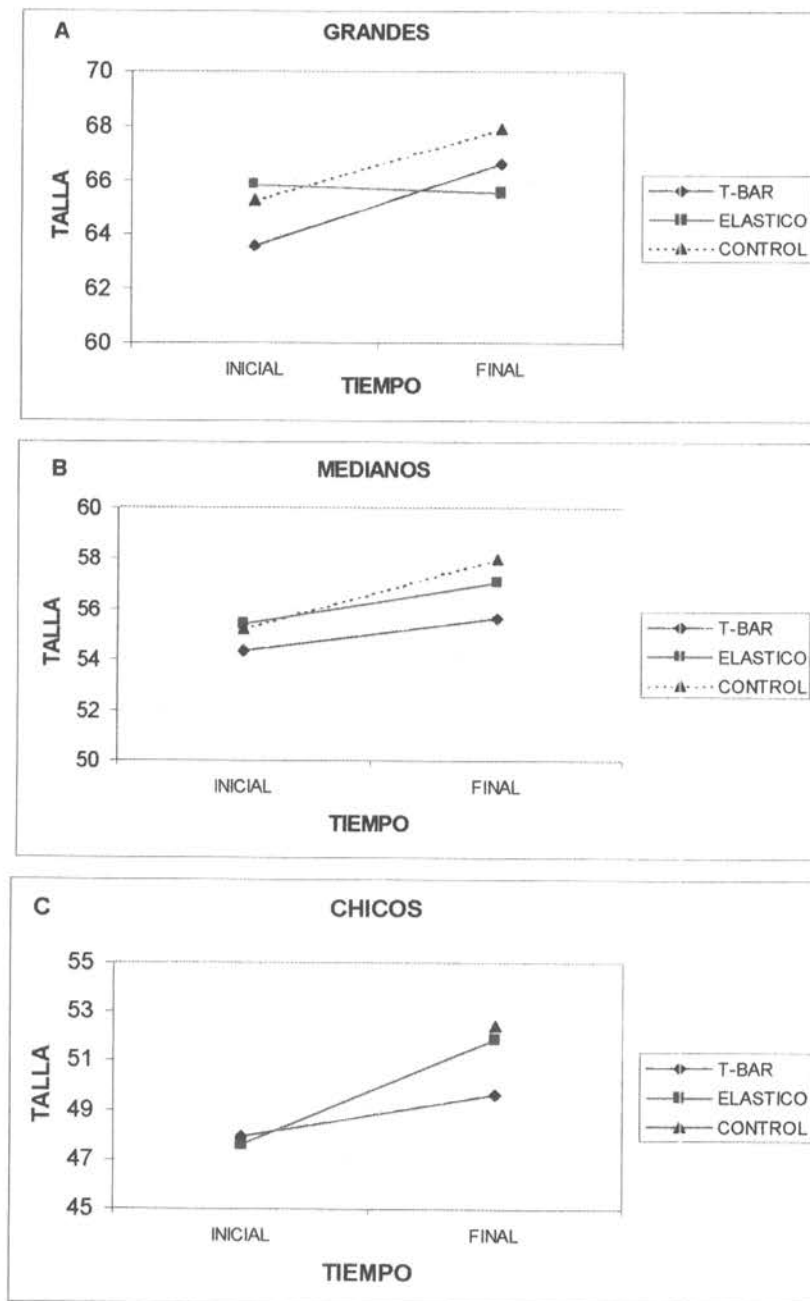 A
GRANDES
70
68
66
64
62
60
TALLA
INICIAL
FINAL
TIEMPO
T-BAR
ELASTICO
CONTROL
B
MEDIANOS
60
58
56
54
52
50
TALLA
INICIAL
FINAL
TIEMPO
T-BAR
ELASTICO
CONTROL
C
CHICOS
55
53
51
49
47
45
TALLA
INICIAL
FINAL
TIEMPO
T-BAR
ELASTICO
CONTROL